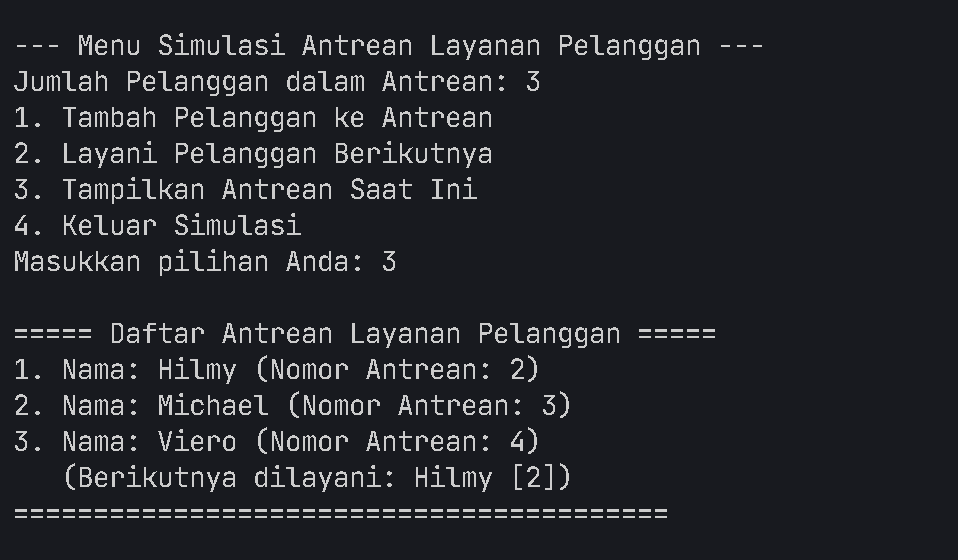 --- Menu Simulasi Antrean Layanan Pelanggan ---
Jumlah Pelanggan dalam Antrean: 3
1. Tambah Pelanggan ke Antrean
2. Layani Pelanggan Berikutnya
3. Tampilkan Antrean Saat Ini
4. Keluar Simulasi
Masukkan pilihan Anda: 3

===== Daftar Antrean Layanan Pelanggan =====
1. Nama: Hilmy (Nomor Antrean: 2)
2. Nama: Michael (Nomor Antrean: 3)
3. Nama: Viero (Nomor Antrean: 4)
   (Berikutnya dilayani: Hilmy [2])
=========================================